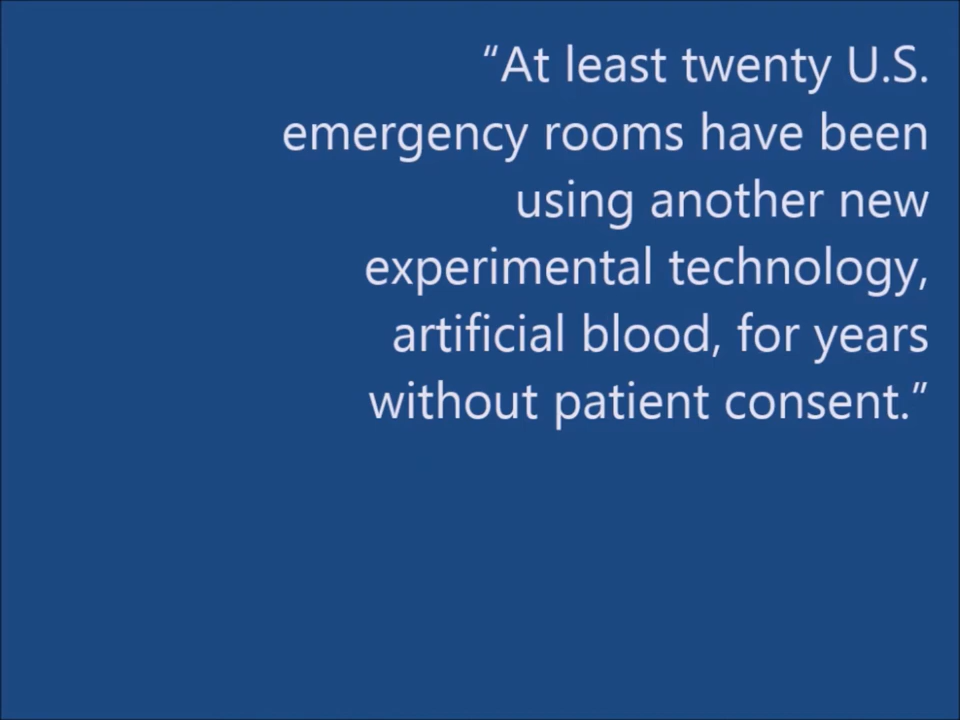 “At least twenty U.S.
emergency rooms have been
using another new
experimental technology,
artificial blood, for years
without patient consent.”